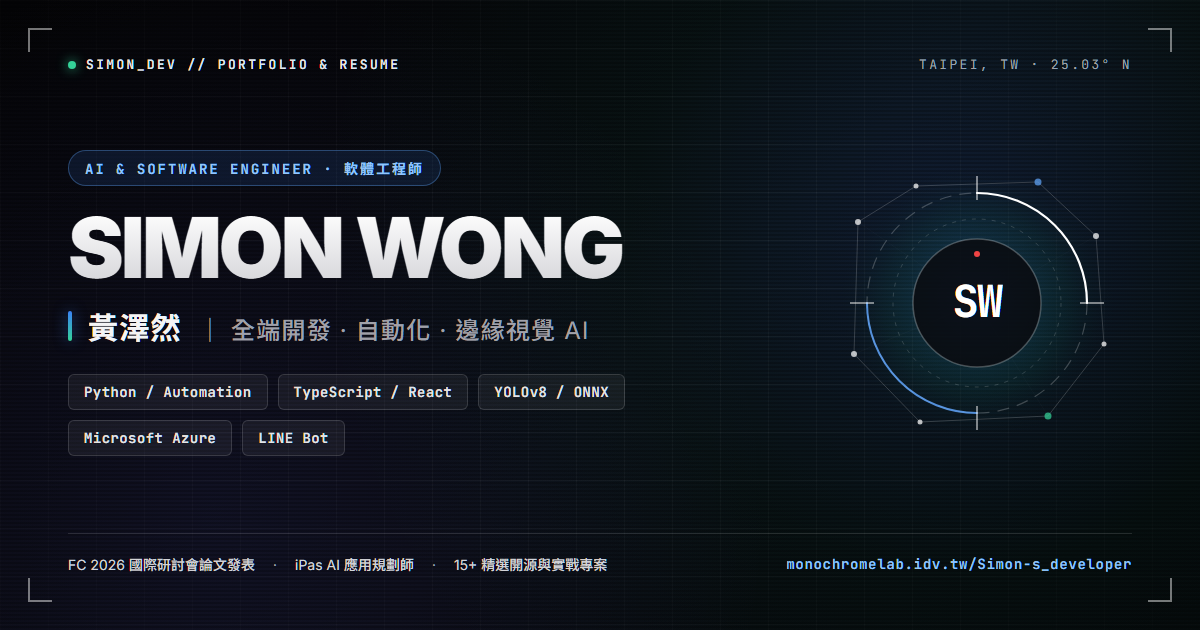 SIMON_DEV // PORTFOLIO & RESUME
TAIPEI, TW · 25.03° N
AI & SOFTWARE ENGINEER · 軟體工程師
SIMON WONG
黃澤然 | 全端開發 · 自動化 · 邊緣視覺 AI
Python / Automation
TypeScript / React
YOLOv8 / ONNX
Microsoft Azure
LINE Bot
SW
FC 2026 國際研討會論文發表 · iPas AI 應用規劃師 · 15+ 精選開源與實戰專案
monochromelab.idv.tw/Simon-s_developer